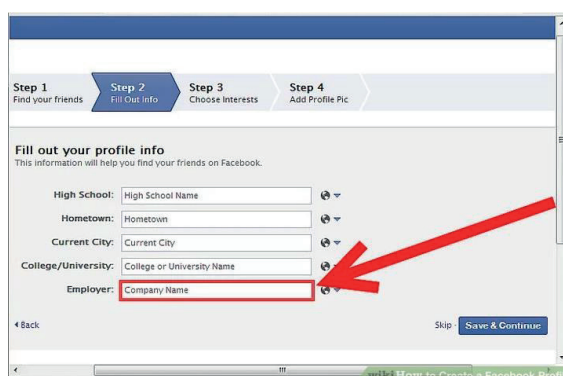 Step 1 Step 2 Step 3 Step 4
Find your friends Fill Out Info Choose Interests Add Profile Pic
Fill out your profile info
This information will help you find your friends on Facebook.
High School: High School Name
Hometown: Hometown
Current City: Current City
College/University: College or University Name
Employer: Company Name
Back Skip · Save & Continue
wikiHow to Create a Facebook Profi